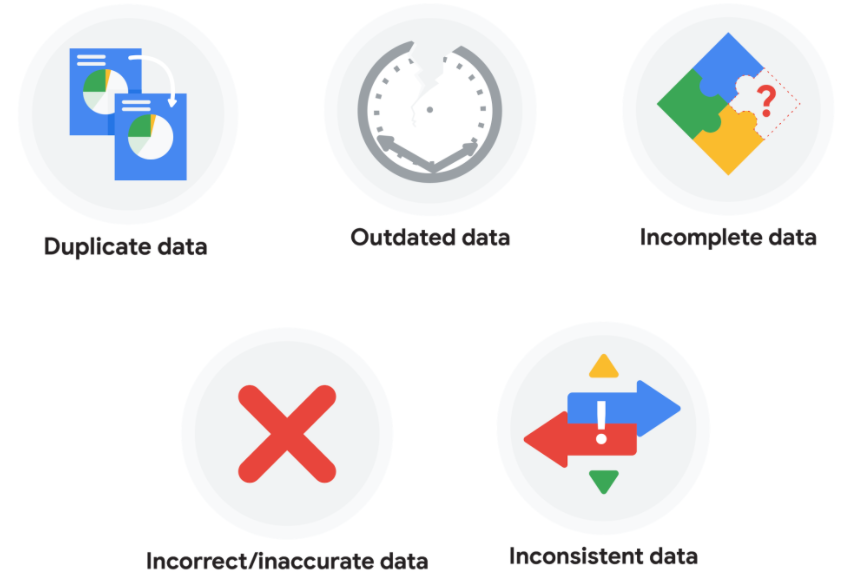 Duplicate data
Outdated data
Incomplete data
?
!
Incorrect/inaccurate data
Inconsistent data